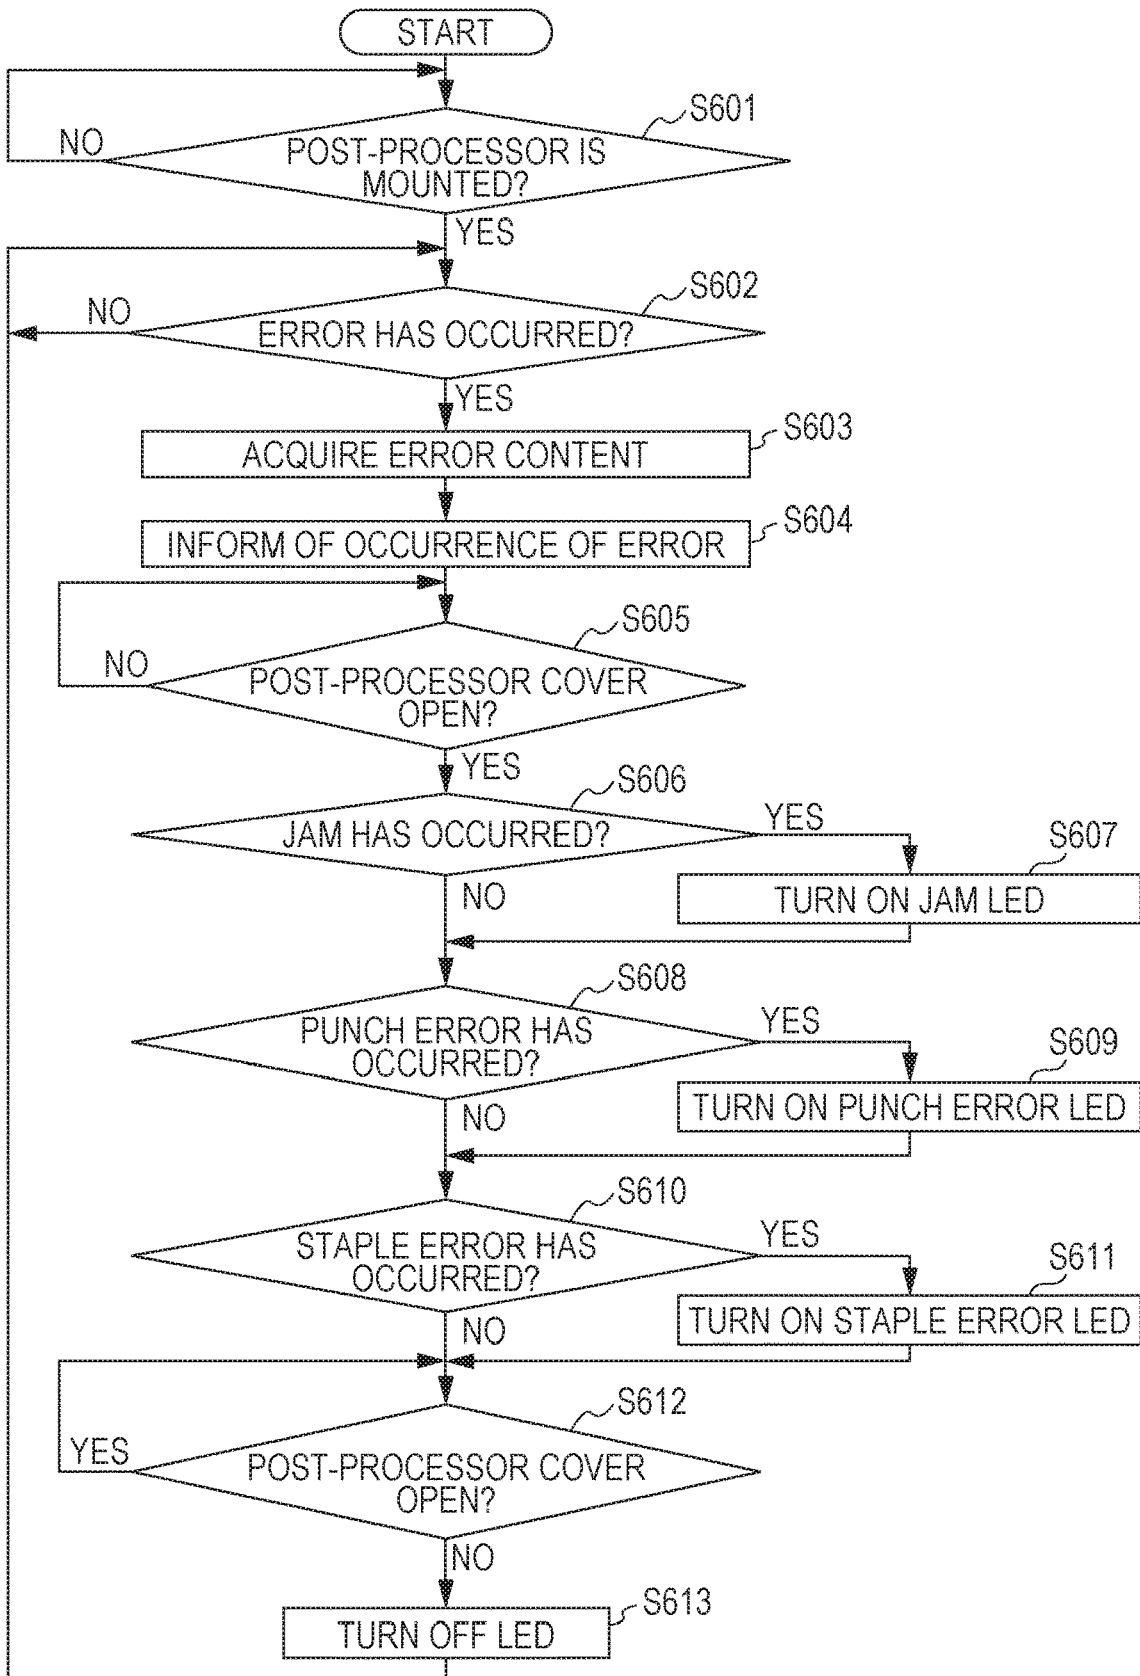 START
S601
NO
POST-PROCESSOR IS
MOUNTED?
YES
S602
NO
ERROR HAS OCCURRED?
YES
S603
ACQUIRE ERROR CONTENT
S604
INFORM OF OCCURRENCE OF ERROR
S605
NO
POST-PROCESSOR COVER
OPEN?
YES
S606
JAM HAS OCCURRED?
YES
S607
NO
TURN ON JAM LED
S608
PUNCH ERROR HAS
OCCURRED?
YES
S609
NO
TURN ON PUNCH ERROR LED
S610
STAPLE ERROR HAS
OCCURRED?
YES
S611
NO
TURN ON STAPLE ERROR LED
S612
YES
POST-PROCESSOR COVER
OPEN?
NO
S613
TURN OFF LED